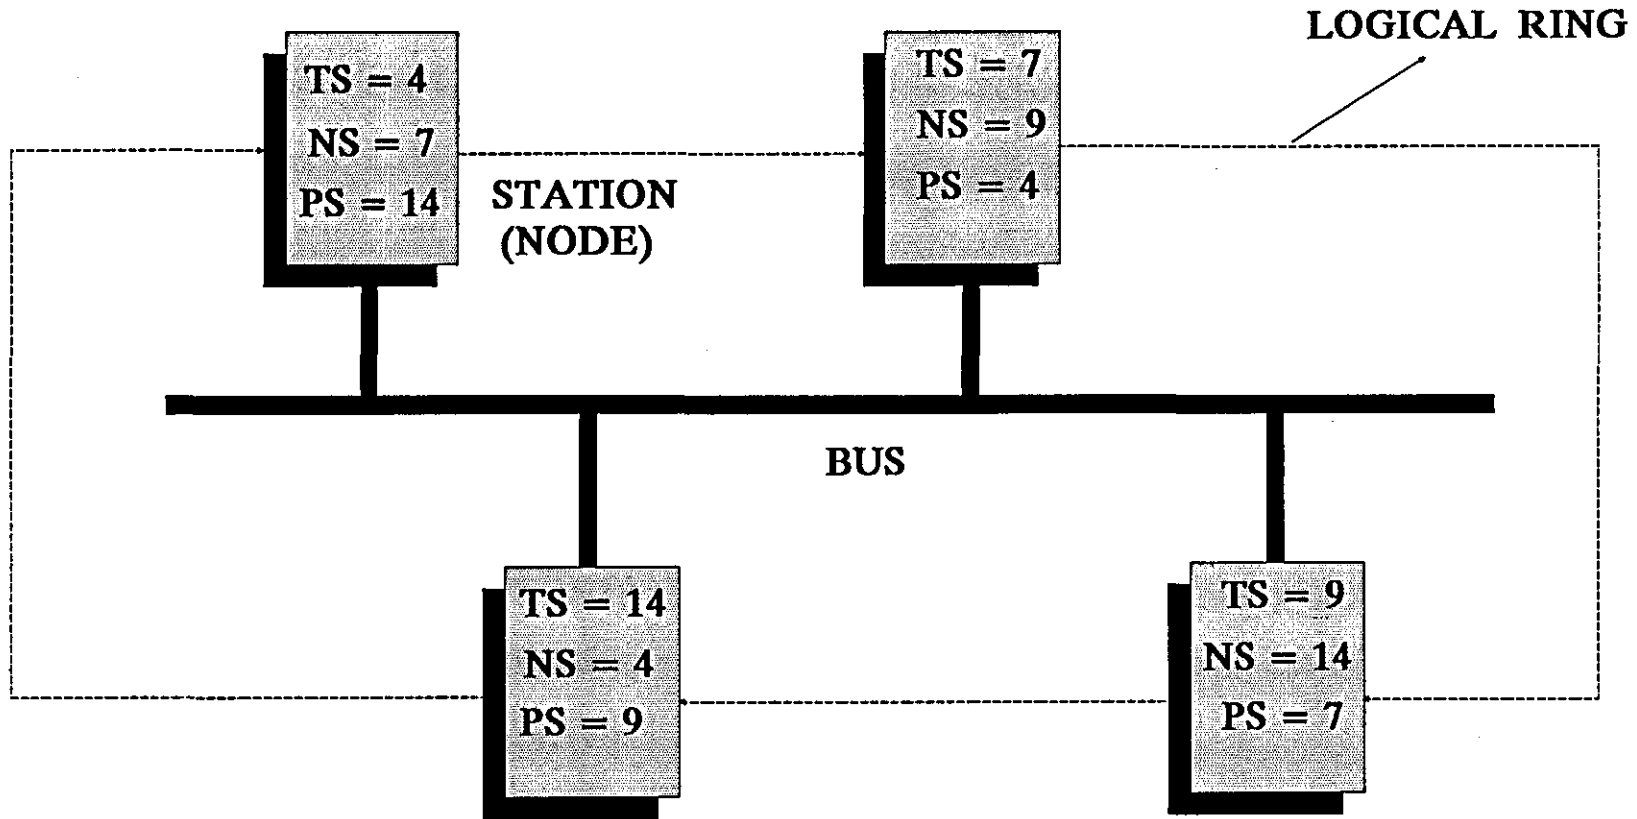 LOGICAL RING
TS = 4
NS = 7
PS = 14
STATION
(NODE)
TS = 7
NS = 9
PS = 4
BUS
TS = 14
NS = 4
PS = 9
TS = 9
NS = 14
PS = 7